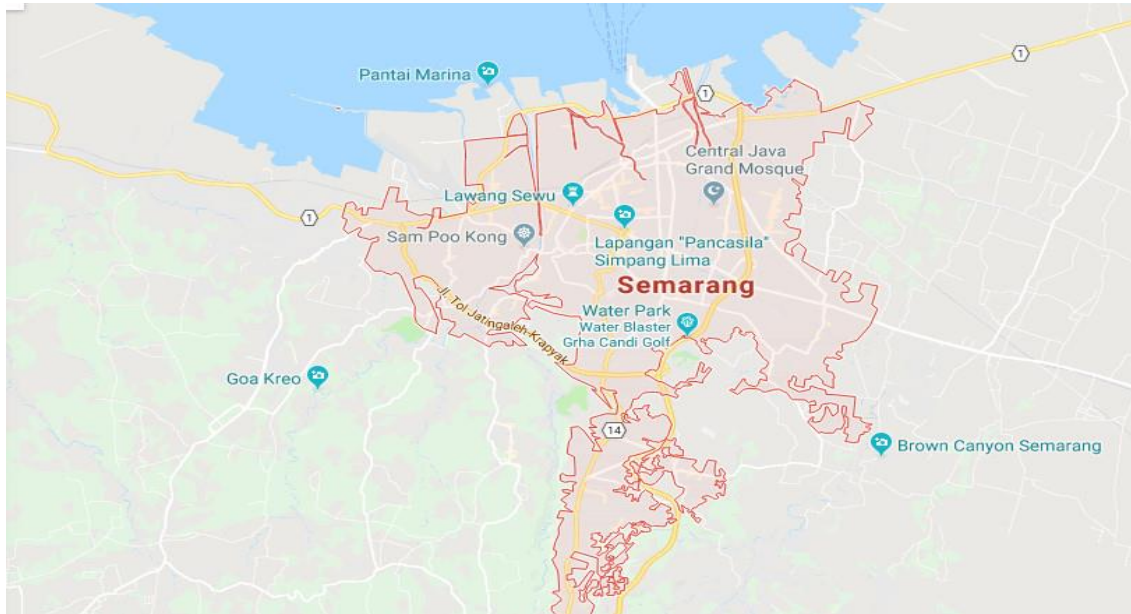 Pantai Marina
1
1
Central Java
Grand Mosque
Lawang Sewu
1
Sam Poo Kong
Lapangan "Pancasila"
Simpang Lima
Semarang
Jl. Tol Jatingaleh-Krapyak
Water Park
Water Blaster
Grha Candi Golf
Goa Kreo
14
Brown Canyon Semarang